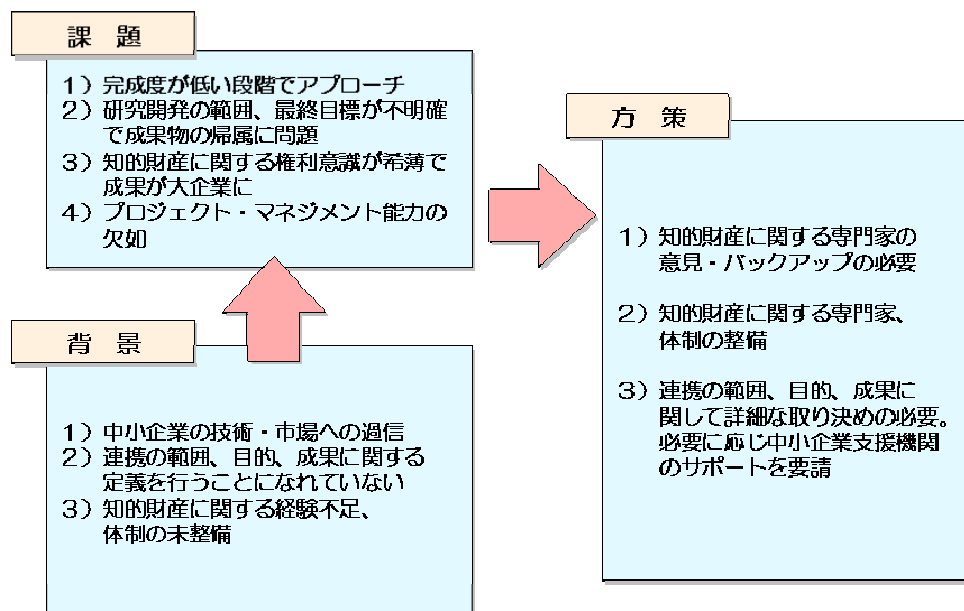 課 題
1)完成度が低い段階でアプローチ
2)研究開発の範囲、最終目標が不明確
で成果物の帰属に問題
3)知的財産に関する権利意識が希薄で
成果が大企業に
4)プロジェクト・マネジメント能力の
欠如
背 景
1)中小企業の技術・市場への過信
2)連携の範囲、目的、成果に関する
定義を行うことになれていない
3)知的財産に関する経験不足、
体制の未整備
方 策
1)知的財産に関する専門家の
意見・バックアップの必要
2)知的財産に関する専門家、
体制の整備
3)連携の範囲、目的、成果に
関して詳細な取り決めの必要。
必要に応じ中小企業支援機関
のサポートを要請